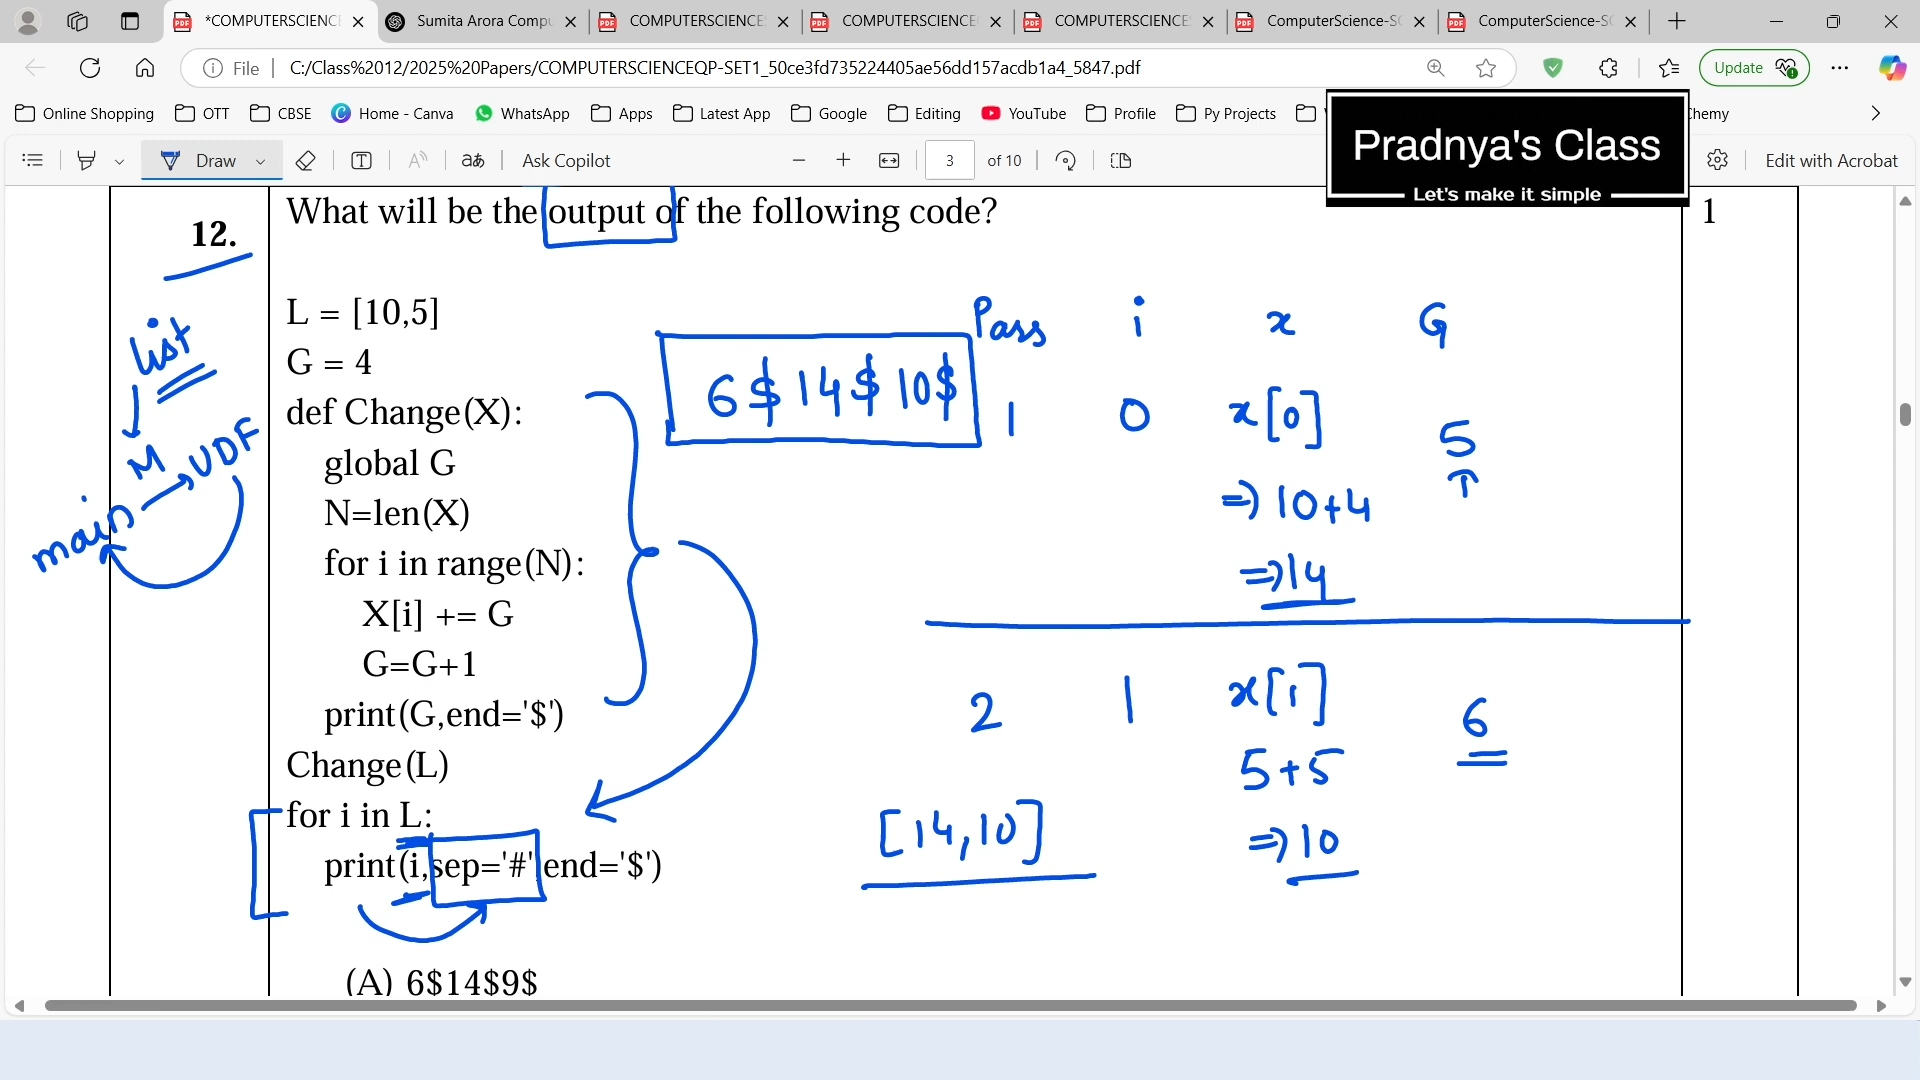 *COMPUTERSCIENCE
Sumita Arora Compu
COMPUTERSCIENCE
COMPUTERSCIENCE
COMPUTERSCIENCES
ComputerScience-SC
ComputerScience-SC
File
C:/Class%2012/2025%20Papers/COMPUTERSCIENCEQP-SET1_50ce3fd735224405ae56dd157acdb1a4_5847.pdf
Update
Online Shopping
OTT
CBSE
Home - Canva
WhatsApp
Apps
Latest App
Google
Editing
YouTube
Profile
Py Projects
Chemy
Draw
Ask Copilot
3 of 10
Edit with Acrobat
Pradnya's Class
Let's make it simple
12. What will be the output of the following code? 1
L = [10,5]
G = 4
def Change(X):
global G
N=len(X)
for i in range(N):
X[i] += G
G=G+1
print(G,end='$')
Change(L)
for i in L:
print(i,sep='#',end='$')
(A) 6$14$9$
list
M
main → UDF
6$14$10$
Pass i x G
1 0 x[0] 5
⇒ 10+4
⇒ 14
2 1 x[1] 6
5+5
⇒ 10
[14,10]